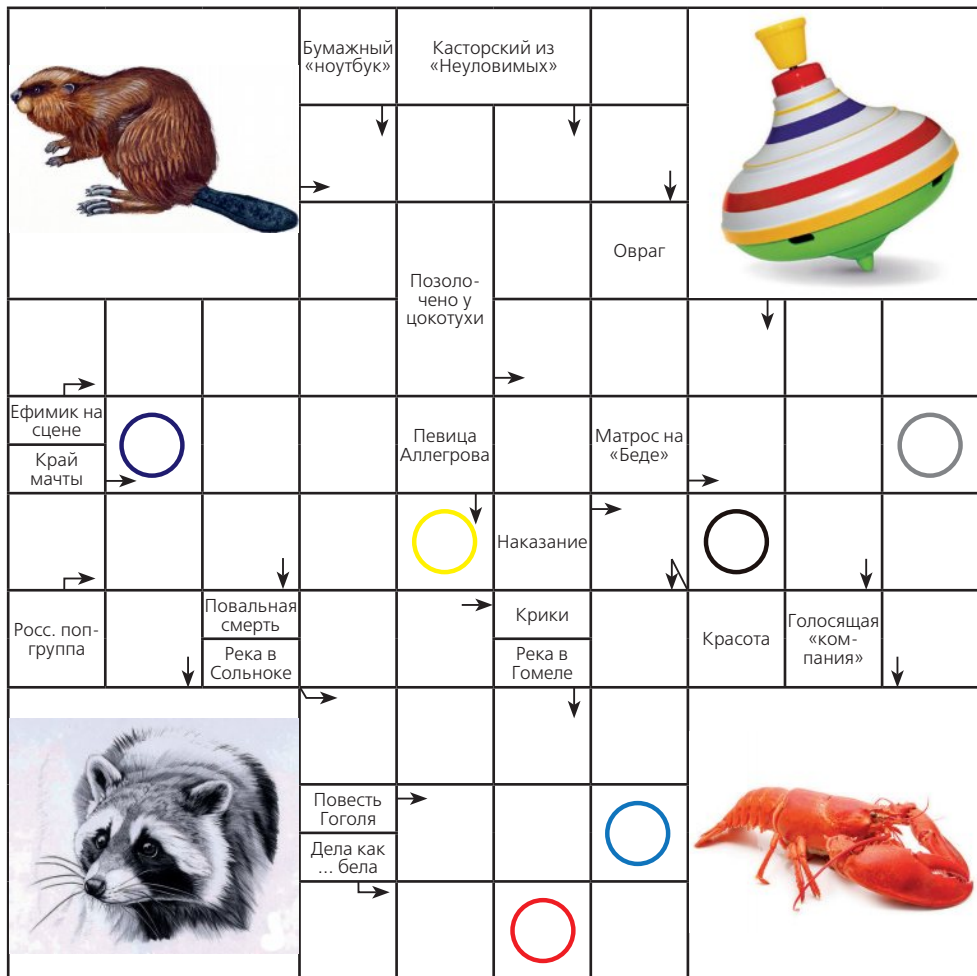 Бумажный
«ноутбук»
Касторский из
«Неуловимых»
Овраг
Позоло-
чено у
цокотухи
Ефимик на
сцене
Край
мачты
Певица
Аллегрова
Матрос на
«Беде»
Наказание
Росс. поп-
группа
Повальная
смерть
Река в
Сольноке
Крики
Река в
Гомеле
Красота
Голосящая
«ком-
пания»
Повесть
Гоголя
Дела как
... бела